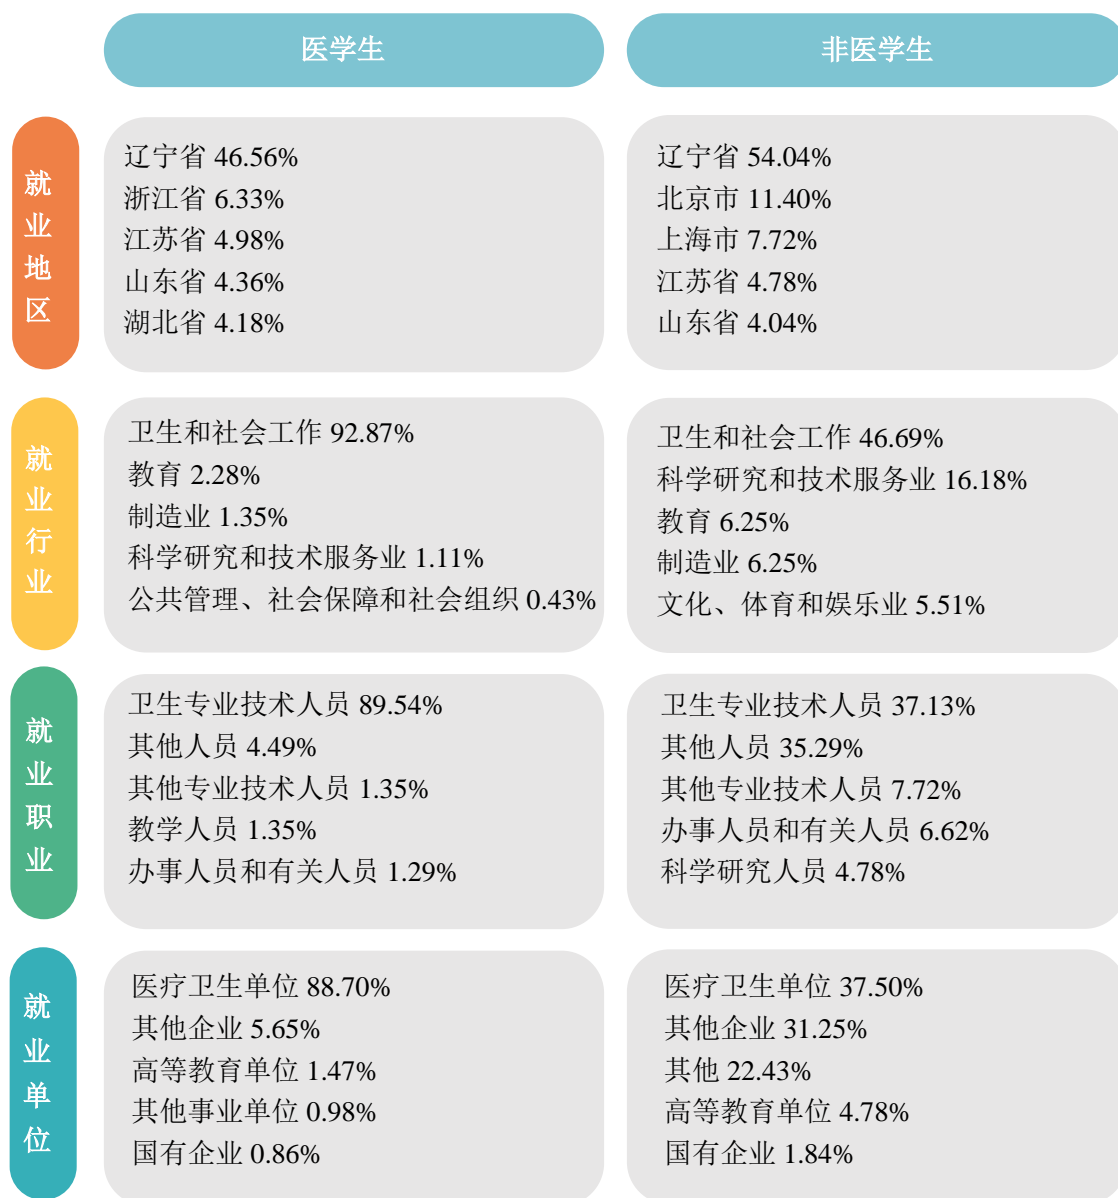 医学生
非医学生
就业地区
辽宁省 46.56%
浙江省 6.33%
江苏省 4.98%
山东省 4.36%
湖北省 4.18%
辽宁省 54.04%
北京市 11.40%
上海市 7.72%
江苏省 4.78%
山东省 4.04%
就业行业
卫生和社会工作 92.87%
教育 2.28%
制造业 1.35%
科学研究和技术服务业 1.11%
公共管理、社会保障和社会组织 0.43%
卫生和社会工作 46.69%
科学研究和技术服务业 16.18%
教育 6.25%
制造业 6.25%
文化、体育和娱乐业 5.51%
就业职业
卫生专业技术人员 89.54%
其他人员 4.49%
其他专业技术人员 1.35%
教学人员 1.35%
办事人员和有关人员 1.29%
卫生专业技术人员 37.13%
其他人员 35.29%
其他专业技术人员 7.72%
办事人员和有关人员 6.62%
科学研究人员 4.78%
就业单位
医疗卫生单位 88.70%
其他企业 5.65%
高等教育单位 1.47%
其他事业单位 0.98%
国有企业 0.86%
医疗卫生单位 37.50%
其他企业 31.25%
其他 22.43%
高等教育单位 4.78%
国有企业 1.84%